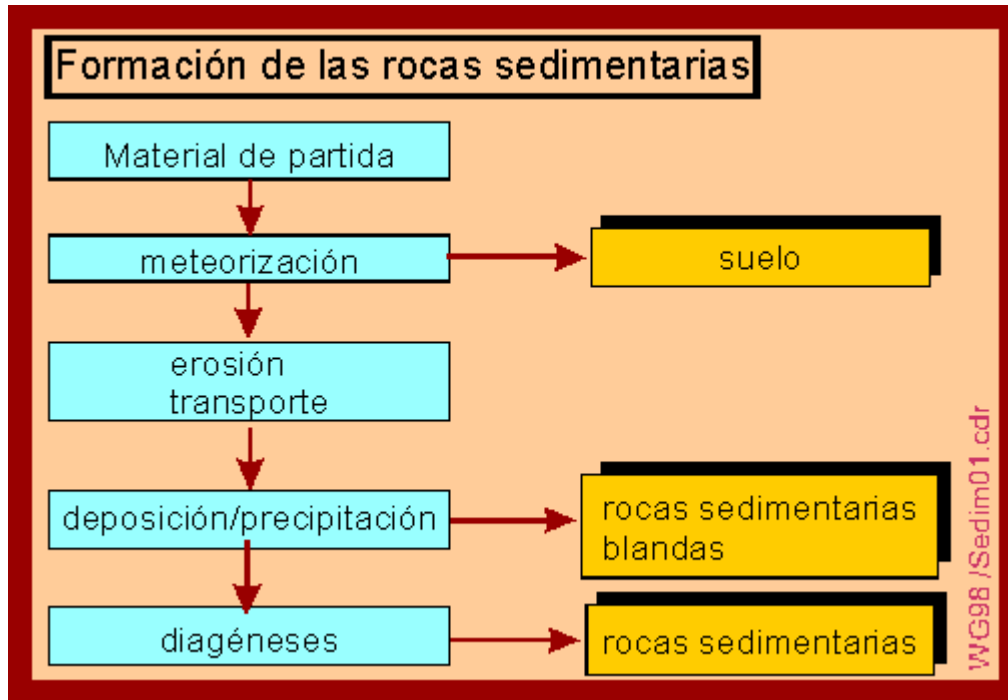 Formación de las rocas sedimentarias
Material de partida
meteorización
suelo
erosión
transporte
deposición/precipitación
rocas sedimentarias
blandas
diagéneses
rocas sedimentarias
WG98 /Sedim01.cdr